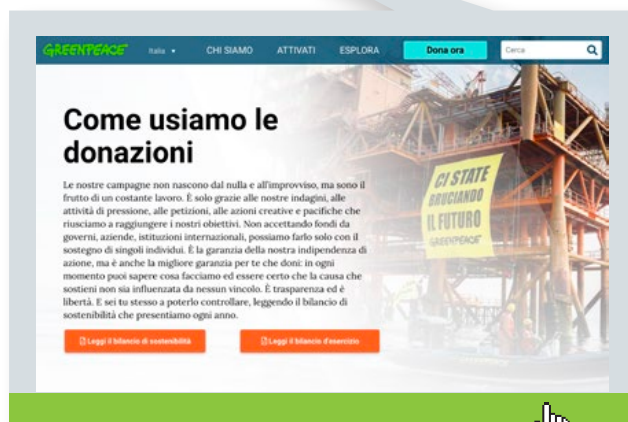 GREENPEACE Italia CHI SIAMO ATTIVATI ESPLORA Dona ora Cerca
Come usiamo le
donazioni
Le nostre campagne non nascono dal nulla e all'improvviso, ma sono il
frutto di un costante lavoro. È solo grazie alle nostre indagini, alle
attività di pressione, alle petizioni, alle azioni creative e pacifiche che
riusciamo a raggiungere i nostri obiettivi. Non accettando fondi da
governi, aziende, istituzioni internazionali, possiamo farlo solo con il
sostegno di singoli individui. È la garanzia della nostra indipendenza di
azione, ma è anche la migliore garanzia per te che doni: in ogni
momento puoi sapere cosa facciamo ed essere certo che la causa che
sostieni non sia influenzata da nessun vincolo. È trasparenza ed è
libertà. E sei tu stesso a poterlo controllare, leggendo il bilancio di
sostenibilità che presentiamo ogni anno.
Leggi il bilancio di sostenibilità
Leggi il bilancio d'esercizio
CI STATE
BRUCIANDO
IL FUTURO
GREENPEACE